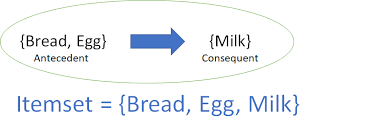 {Bread, Egg} {Milk}
Antecedent Consequent
Itemset = {Bread, Egg, Milk}